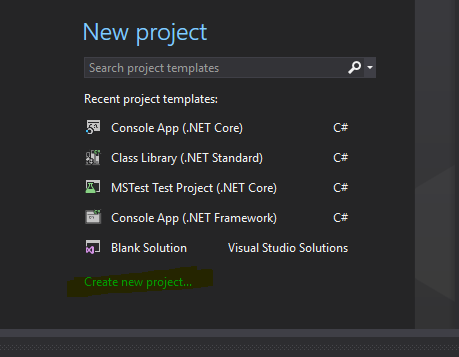 New project
Search project templates
Recent project templates:
Console App (.NET Core) C#
Class Library (.NET Standard) C#
MSTest Test Project (.NET Core) C#
Console App (.NET Framework) C#
Blank Solution Visual Studio Solutions
Create new project...